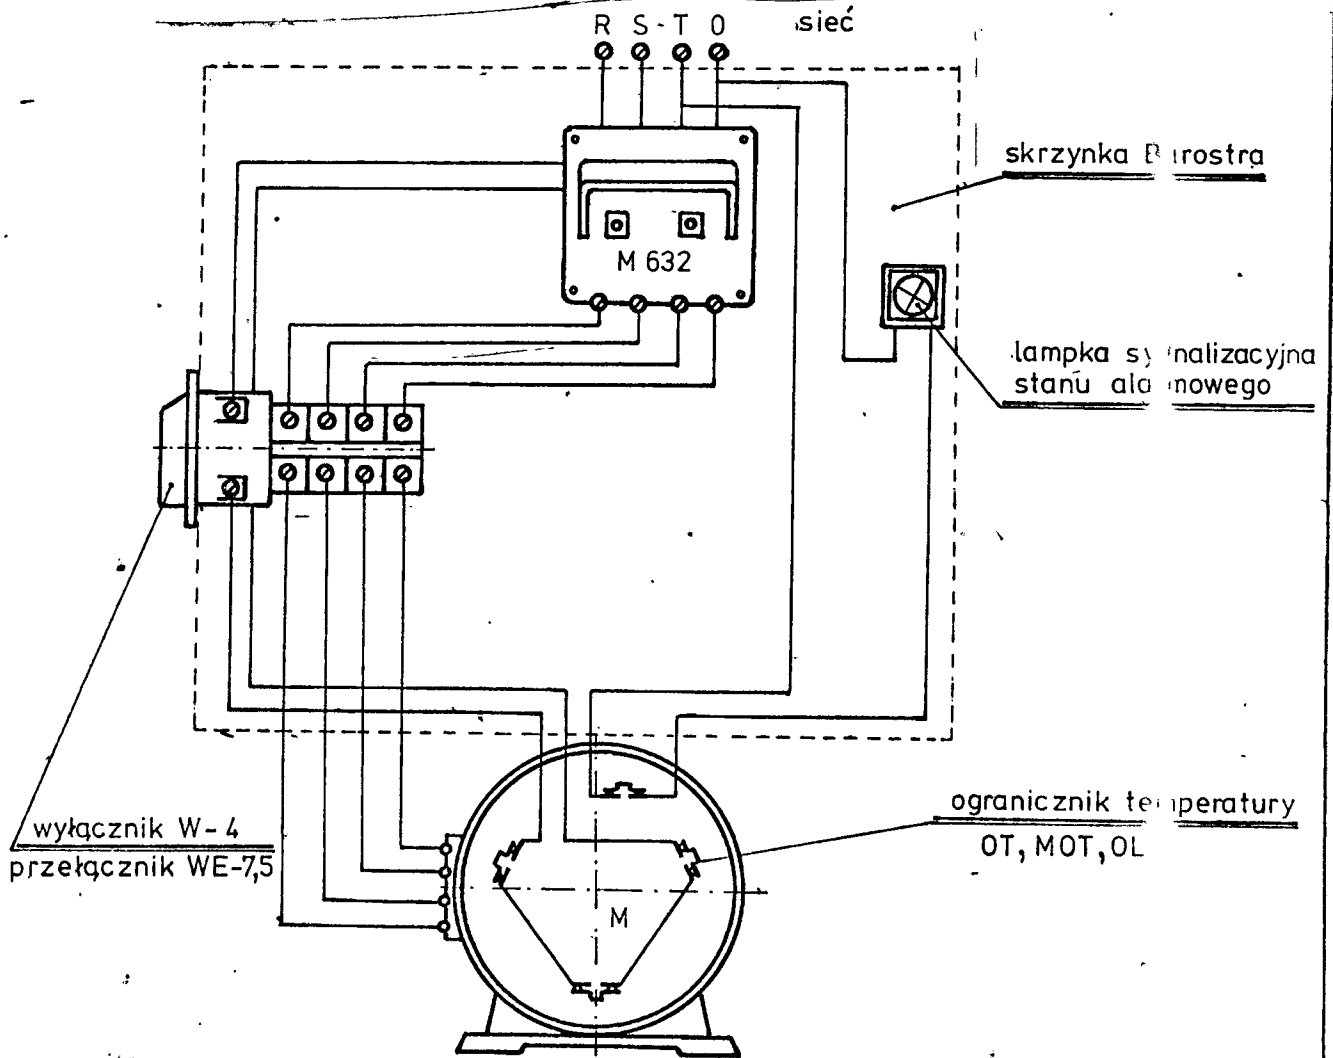 R S - T 0 sieć
skrzynka
M 632
lampka
stanu
wyłącznik W-4
przełącznik WE-7,5
ogranicznik
OT, MOT, OL
M